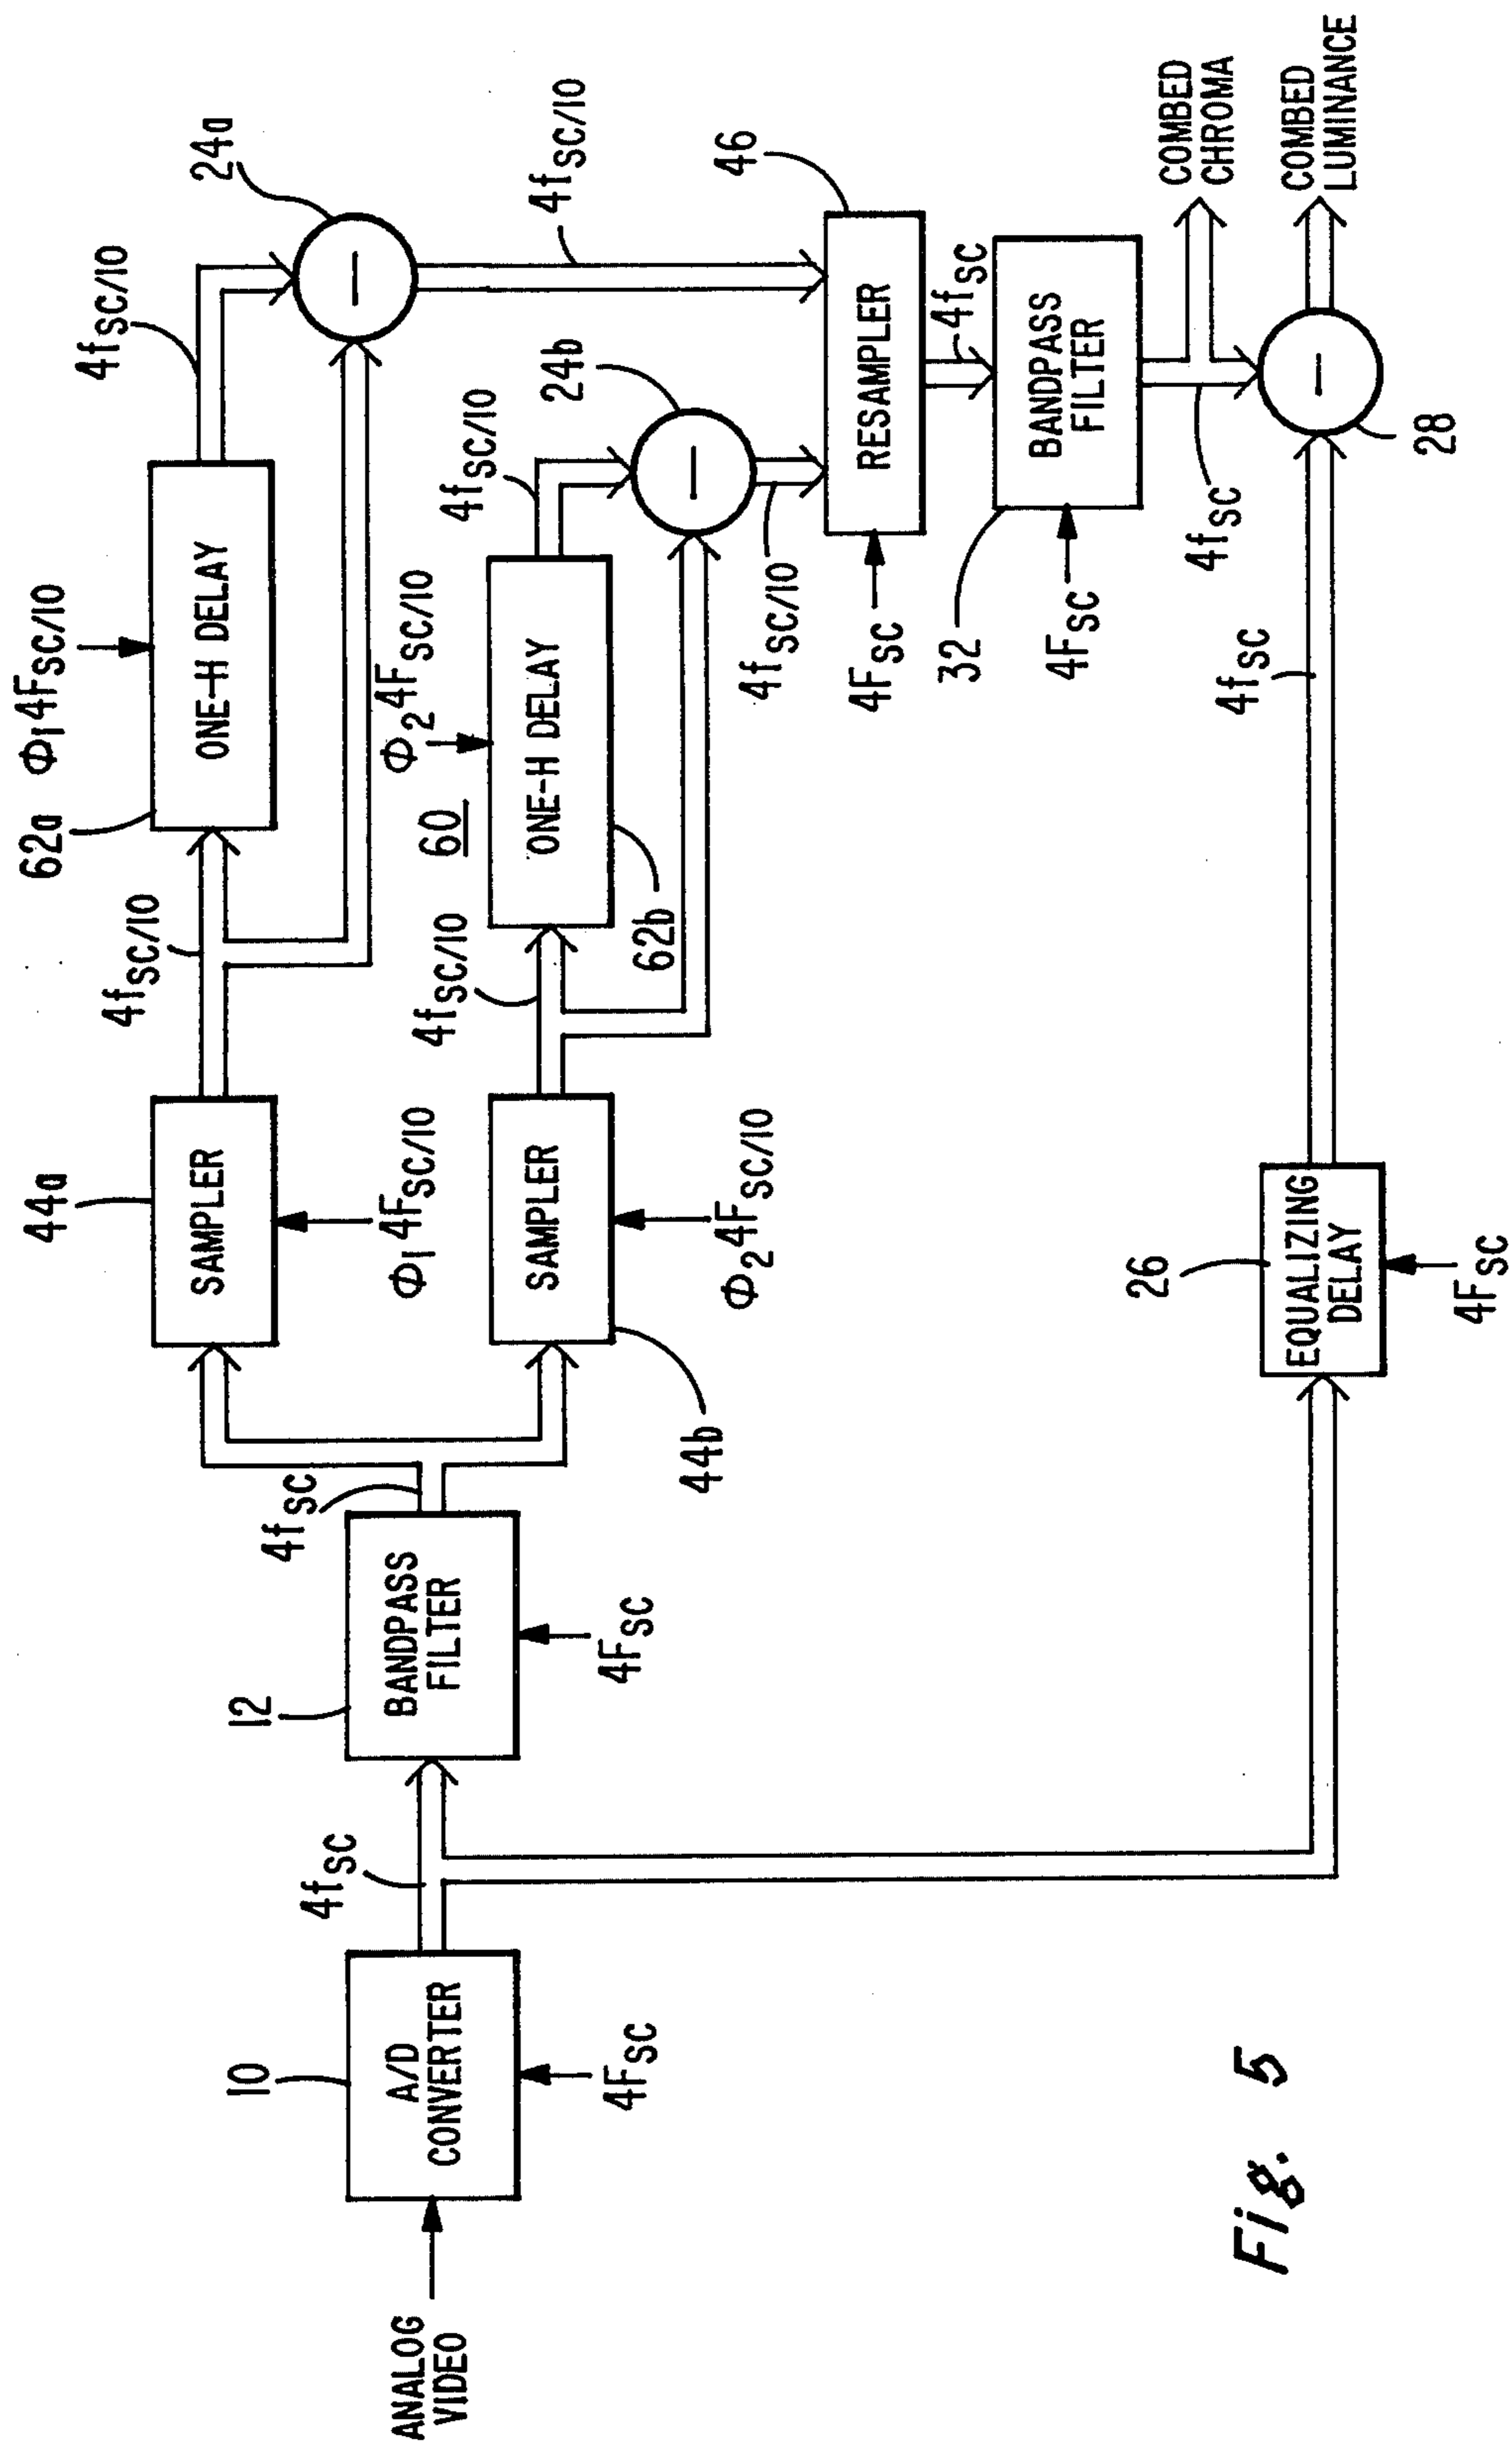 ANALOG
VIDEO
10
A/D
CONVERTER
4FSC
4fSC
12
BANDPASS
FILTER
4FSC
4fSC
44a
SAMPLER
Φ1 4FSC/10
44b
SAMPLER
Φ2 4FSC/10
4fSC/10
4fSC/10
62a
Φ1 4FSC/10
ONE-H DELAY
4fSC/10
24a
−
4fSC/10
60
Φ2 4FSC/10
ONE-H DELAY
62b
4fSC/10
24b
−
4fSC/10
46
RESAMPLER
4FSC
4fSC
32
BANDPASS
FILTER
4FSC
4fSC
COMBED
CHROMA
26
EQUALIZING
DELAY
4FSC
4fSC
−
28
COMBED
LUMINANCE
Fig. 5